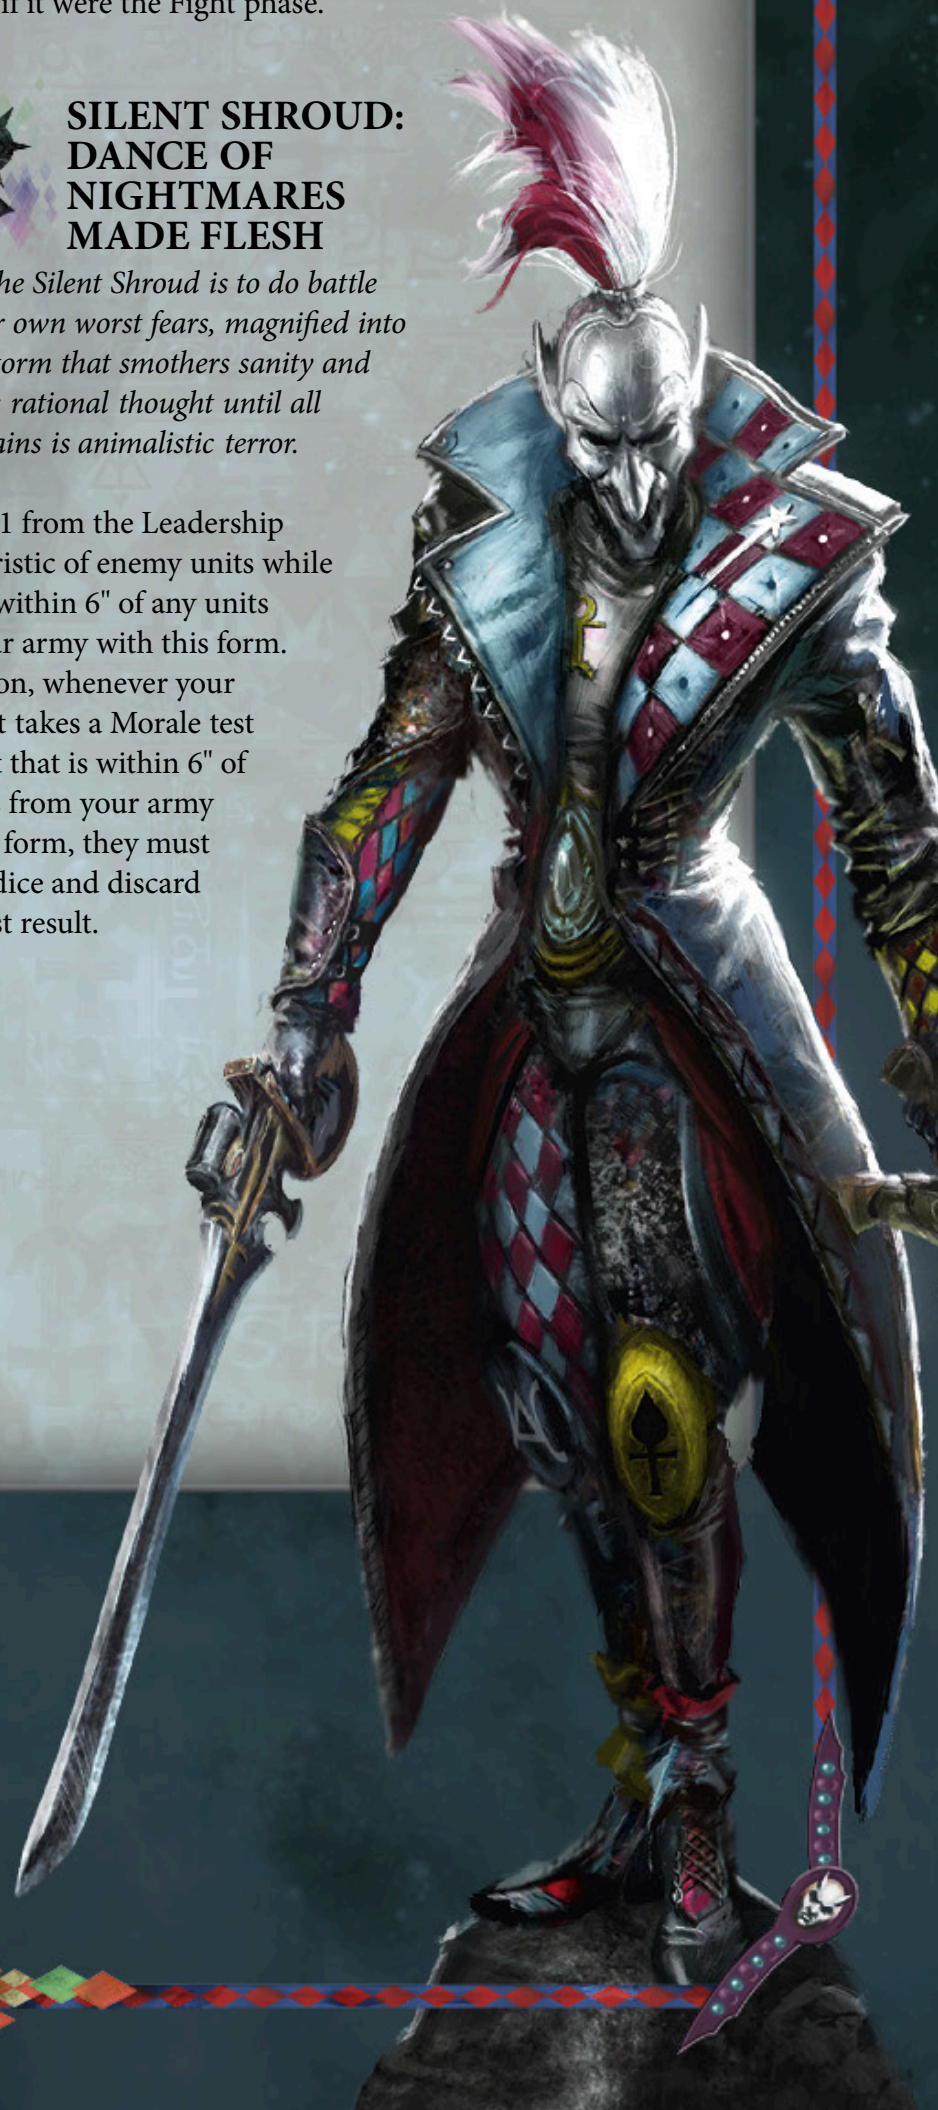 if it were the Fight phase.
SILENT SHROUD:
DANCE OF
NIGHTMARES
MADE FLESH
he Silent Shroud is to do battle
r own worst fears, magnified into
torm that smothers sanity and
rational thought until all
ains is animalistic terror.
1 from the Leadership
ristic of enemy units while
within 6" of any units
ur army with this form.
on, whenever your
t takes a Morale test
t that is within 6" of
from your army
form, they must
dice and discard
st result.